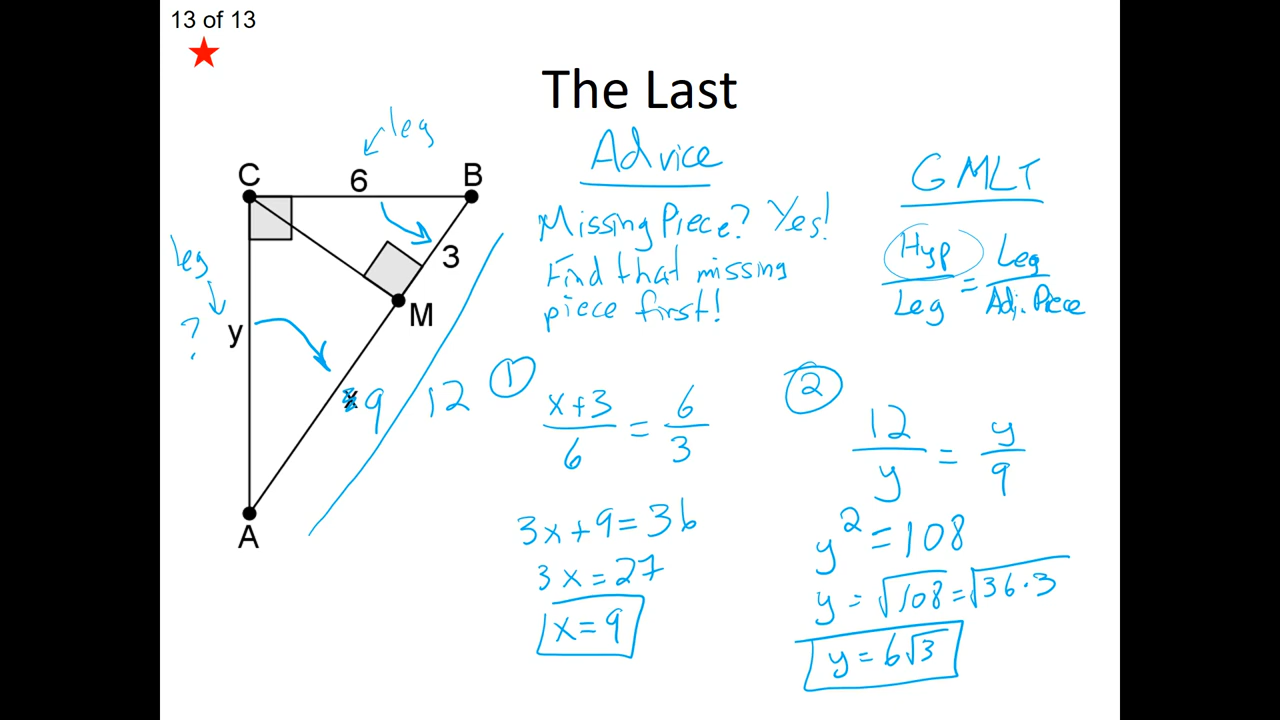 13 of 13
The Last
leg
C
6
B
leg
3
M
y
?
x 9
12
A
Advice
Missing Piece? Yes!
Find that missing
piece first!
GMLT
Hyp/Leg = Leg/Adj. Piece
①
x+3/6 = 6/3
3x+9=36
3x=27
x=9
②
12/y = y/9
y²=108
y=√108=√36·3
y=6√3